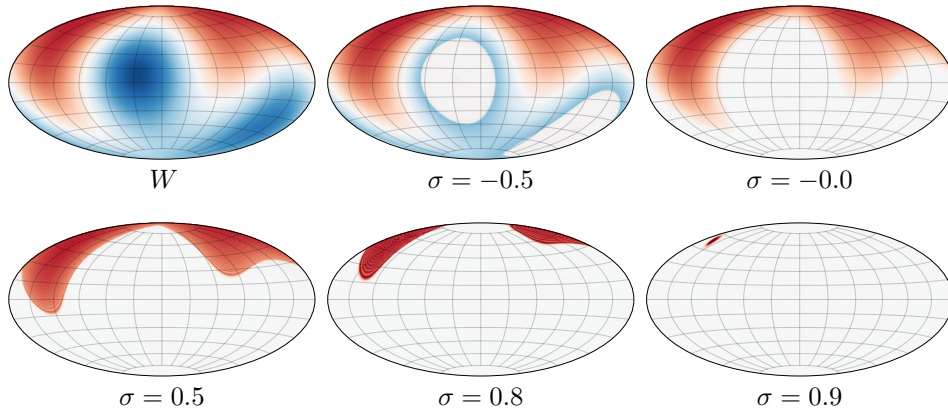 W
σ = −0.5
σ = −0.0
σ = 0.5
σ = 0.8
σ = 0.9